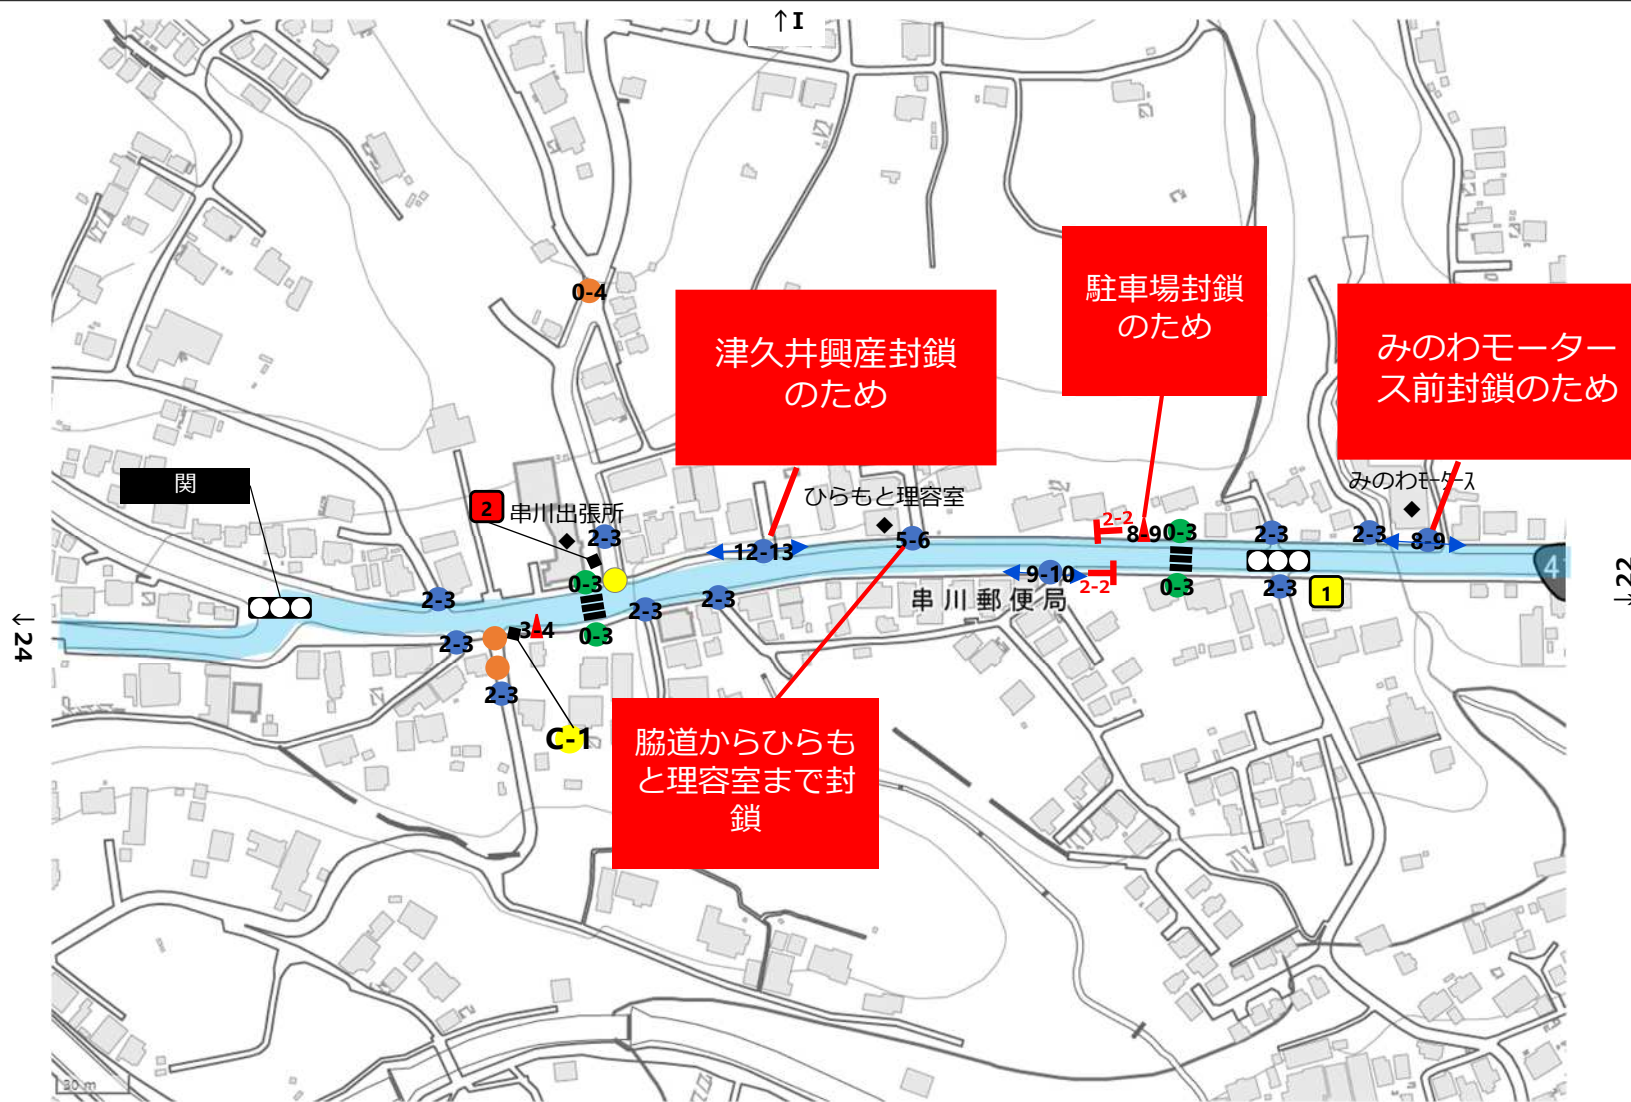 ↑I
0-4
駐車場封鎖
のため
津久井興産封鎖
のため
みのわモーター
ス前封鎖のため
関
2
串川出張所
ひらもと理容室
みのわﾓｰﾀｰｽ
2-3
12-13
5-6
2-2
8-9
0-3
2-3
2-3
8-9
4
0-3
9-10
2-2
0-3
2-3
1
22→
串川郵便局
2-3
2-3
2-3
3-4
0-3
2-3
←24
2-3
C-1
脇道からひらも
と理容室まで封
鎖
30 m